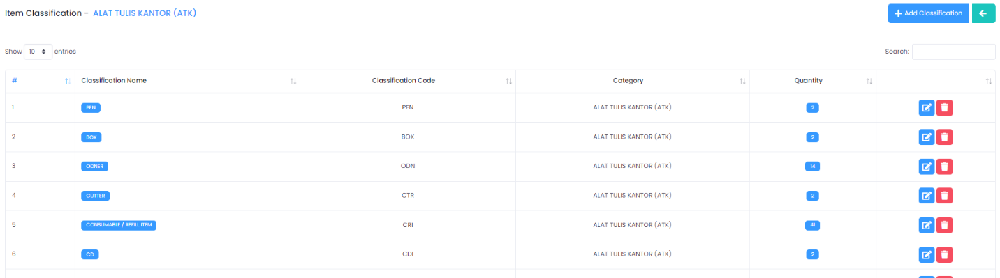 Item Classification - ALAT TULIS KANTOR (ATK)
Add Classification
Show 10 entries
Search:
# Classification Name Classification Code Category Quantity
1 PEN PEN ALAT TULIS KANTOR (ATK) 2
2 BOX BOX ALAT TULIS KANTOR (ATK) 2
3 ODNER ODN ALAT TULIS KANTOR (ATK) 14
4 CUTTER CTR ALAT TULIS KANTOR (ATK) 2
5 CONSUMABLE / REFILL ITEM CRI ALAT TULIS KANTOR (ATK) 41
6 CD CDI ALAT TULIS KANTOR (ATK) 2